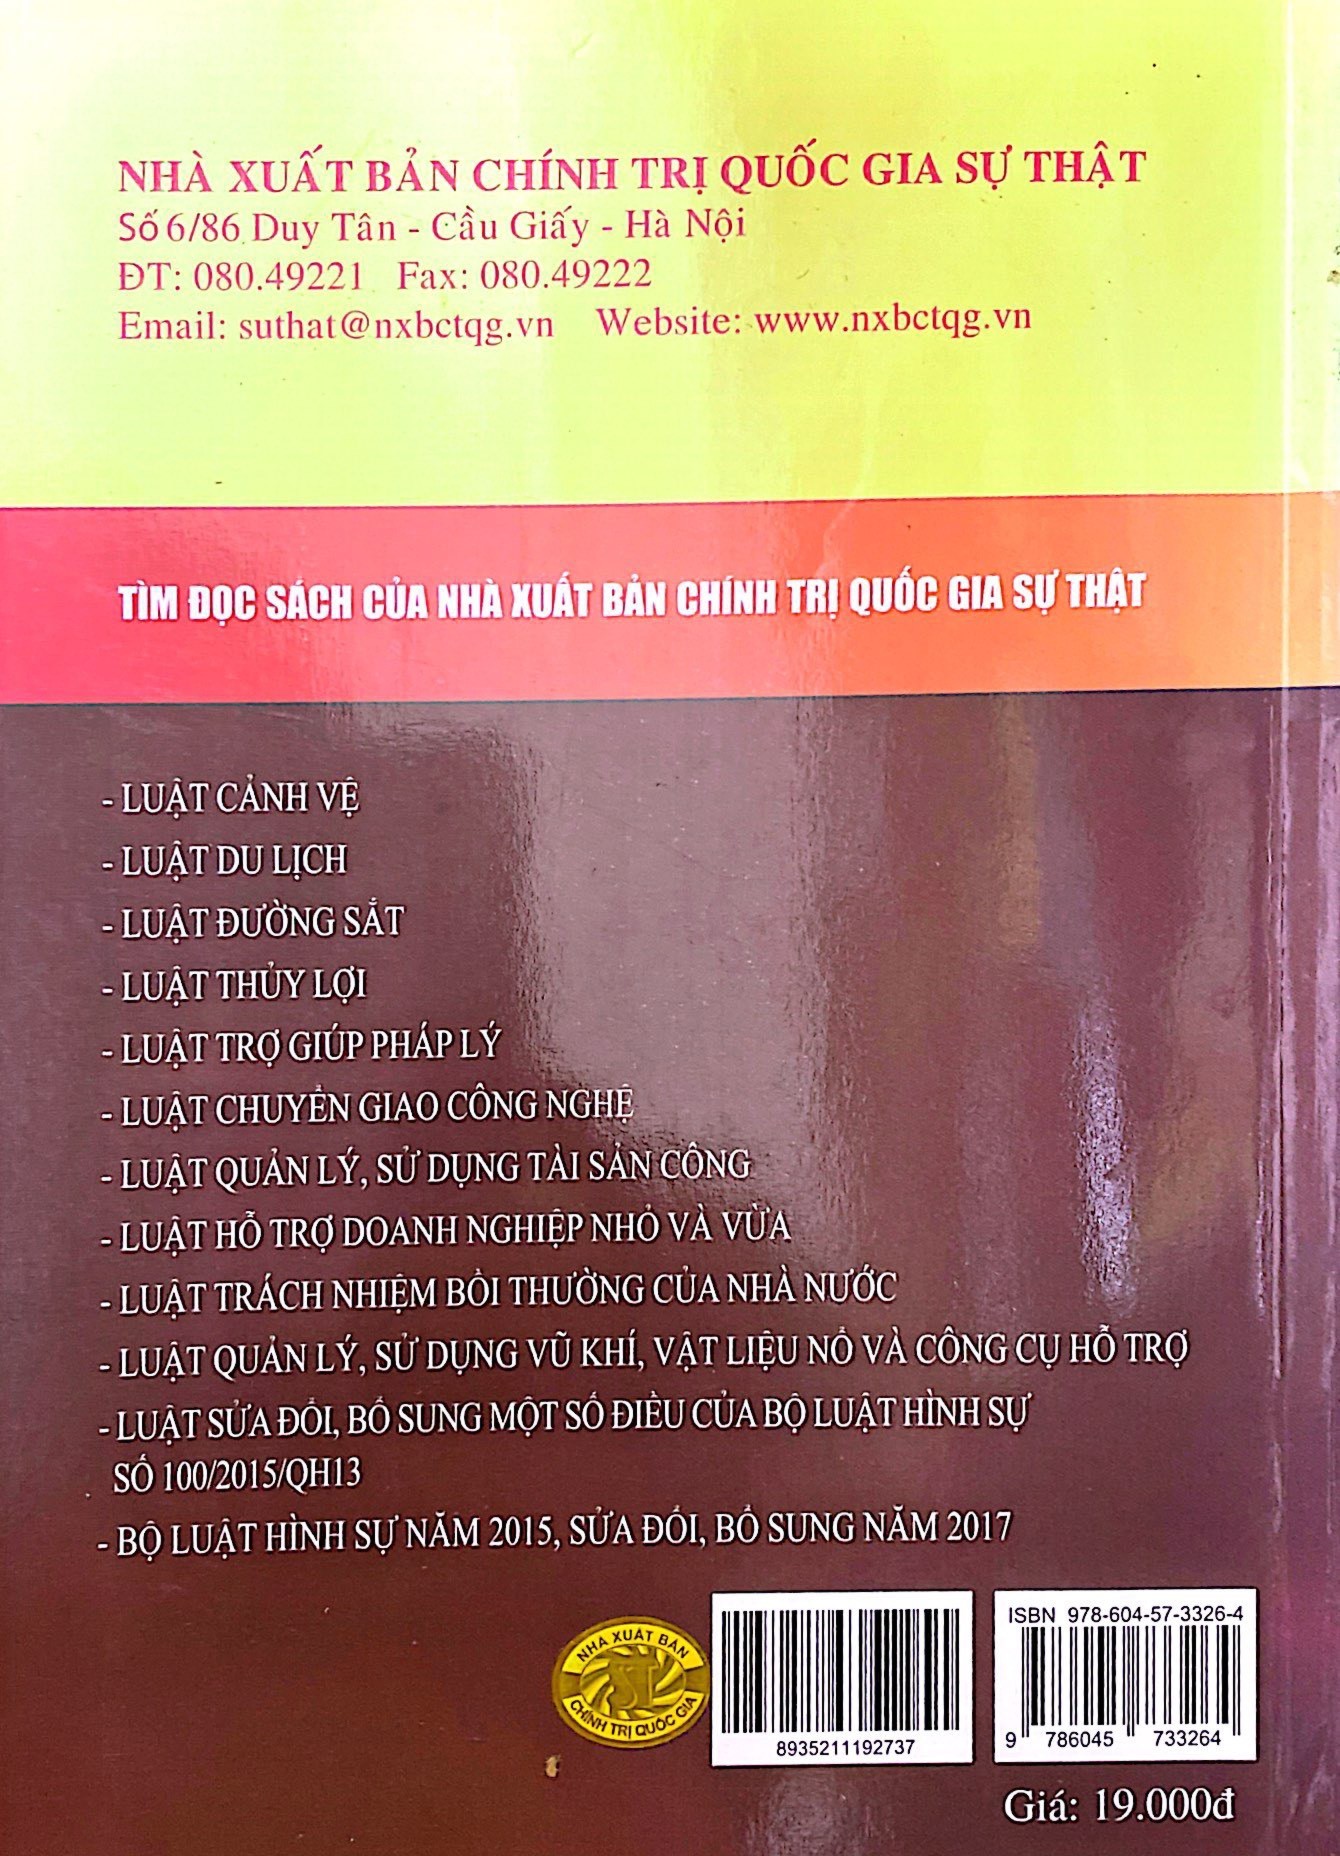 NHÀ XUẤT BẢN CHÍNH TRỊ QUỐC GIA SỰ THẬT
Số 6/86 Duy Tân - Cầu Giấy - Hà Nội
ĐT: 080.49221 Fax: 080.49222
Email: suthat@nxbctqg.vn Website: www.nxbctqg.vn
TÌM ĐỌC SÁCH CỦA NHÀ XUẤT BẢN CHÍNH TRỊ QUỐC GIA SỰ THẬT
- LUẬT CẢNH VỆ
- LUẬT DU LỊCH
- LUẬT ĐƯỜNG SẮT
- LUẬT THỦY LỢI
- LUẬT TRỢ GIÚP PHÁP LÝ
- LUẬT CHUYỂN GIAO CÔNG NGHỆ
- LUẬT QUẢN LÝ, SỬ DỤNG TÀI SẢN CÔNG
- LUẬT HỖ TRỢ DOANH NGHIỆP NHỎ VÀ VỪA
- LUẬT TRÁCH NHIỆM BỒI THƯỜNG CỦA NHÀ NƯỚC
- LUẬT QUẢN LÝ, SỬ DỤNG VŨ KHÍ, VẬT LIỆU NỔ VÀ CÔNG CỤ HỖ TRỢ
- LUẬT SỬA ĐỔI, BỔ SUNG MỘT SỐ ĐIỀU CỦA BỘ LUẬT HÌNH SỰ
SỐ 100/2015/QH13
- BỘ LUẬT HÌNH SỰ NĂM 2015, SỬA ĐỔI, BỔ SUNG NĂM 2017
NHÀ XUẤT BẢN
ST
CHÍNH TRỊ QUỐC GIA
8935211192737
ISBN 978-604-57-3326-4
9 786045 733264
Giá: 19.000đ